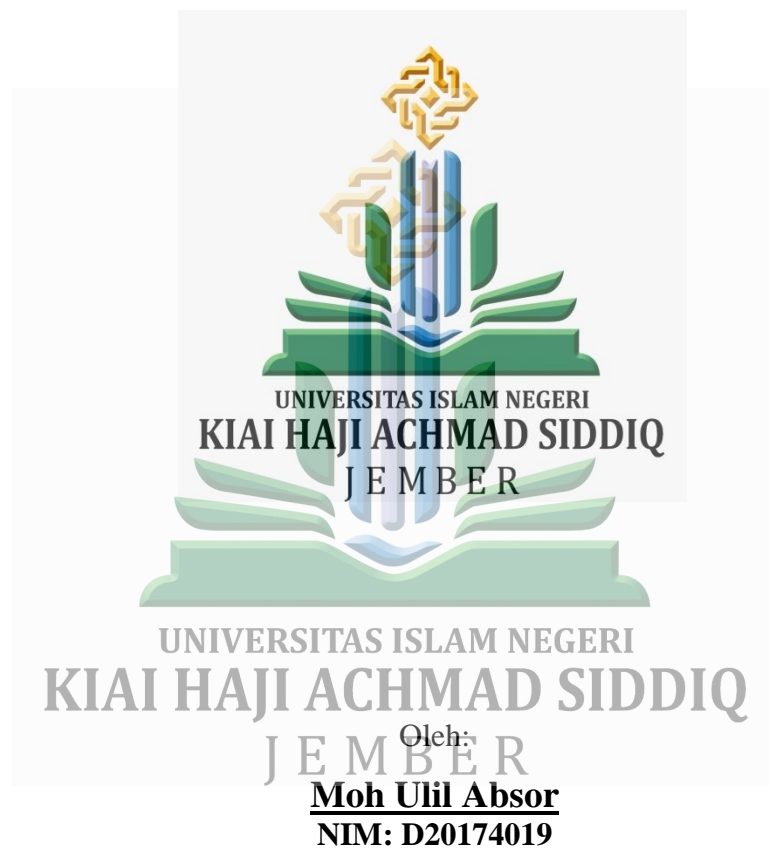 UNIVERSITAS ISLAM NEGERI
KIAI HAJI ACHMAD SIDDIQ
JEMBER
UNIVERSITAS ISLAM NEGERI
KIAI HAJI ACHMAD SIDDIQ
JEMBER
Oleh:
Moh Ulil Absor
NIM: D20174019